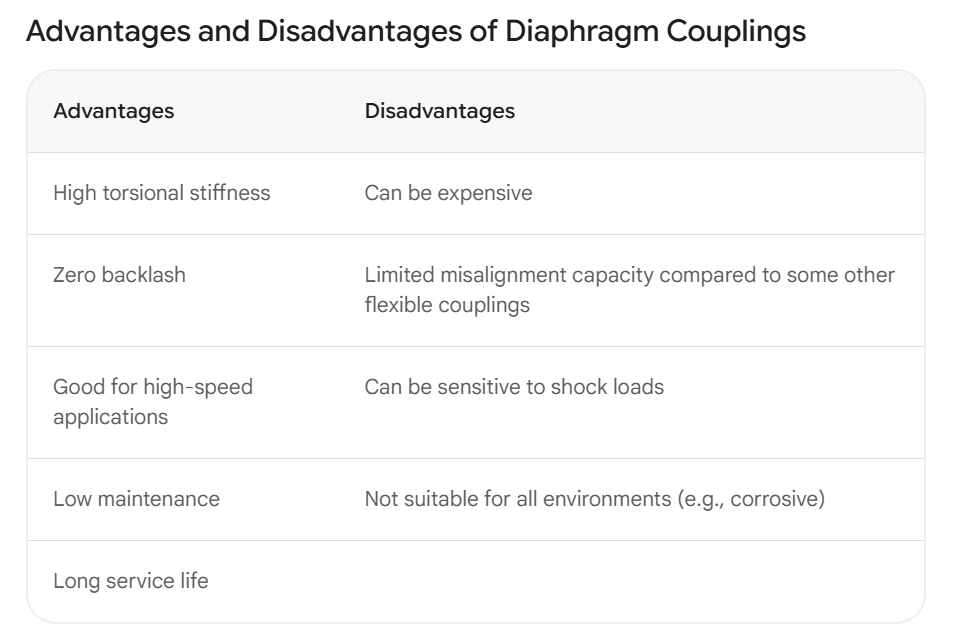 Advantages and Disadvantages of Diaphragm Couplings
Advantages
Disadvantages
High torsional stiffness
Can be expensive
Zero backlash
Limited misalignment capacity compared to some other
flexible couplings
Good for high-speed
applications
Can be sensitive to shock loads
Low maintenance
Not suitable for all environments (e.g., corrosive)
Long service life